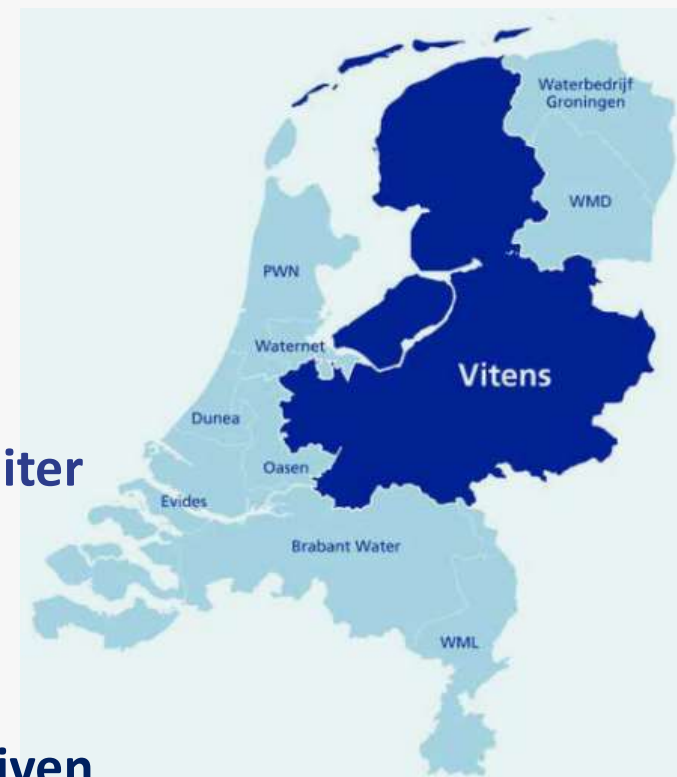 Waterbedrijf
Groningen
WMD
PWN
Waternet
Vitens
Dunea
iter
Oasen
Evides
Brabant Water
WML
iven